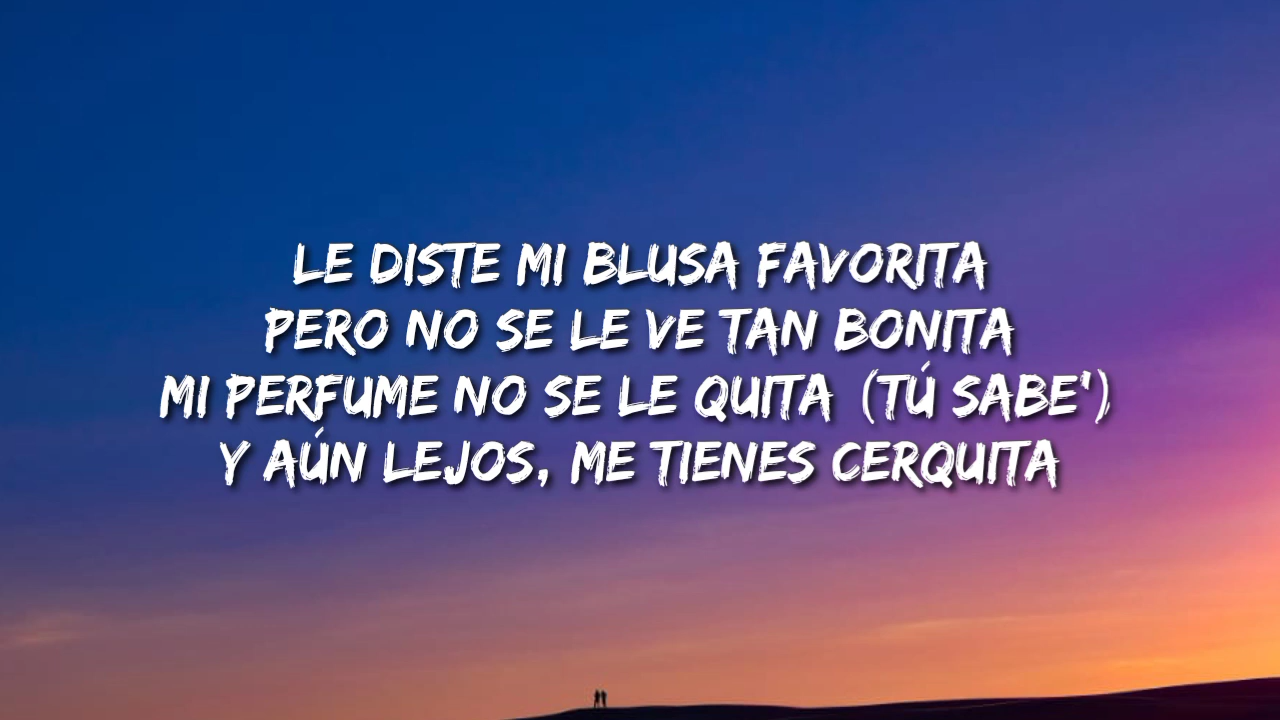 LE DISTE MI BLUSA FAVORITA
PERO NO SE LE VE TAN BONITA
MI PERFUME NO SE LE QUITA (TÚ SABE')
Y AÚN LEJOS, ME TIENES CERQUITA